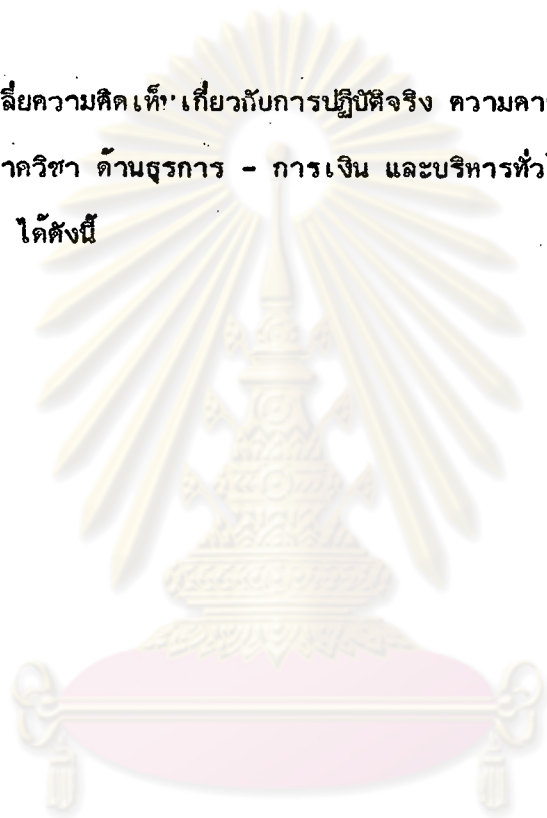 ลี่ยความคิดเห็น เกี่ยวกับการปฏิบัติจริง ความคา
าควิชา ด้านธุรการ - การเงิน และบริหารทั่ว
ได้ดังนี้